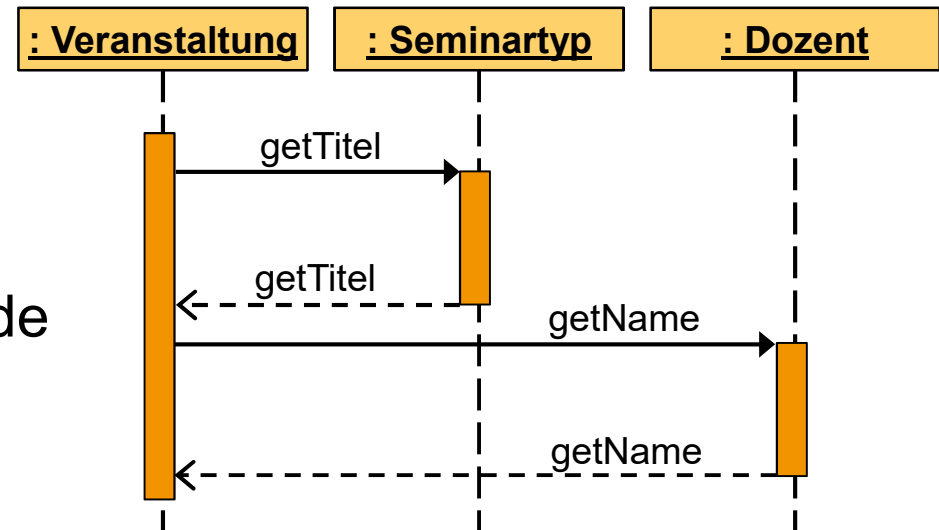 : Veranstaltung
: Seminartyp
: Dozent
getTitel
getTitel
de
getName
getName